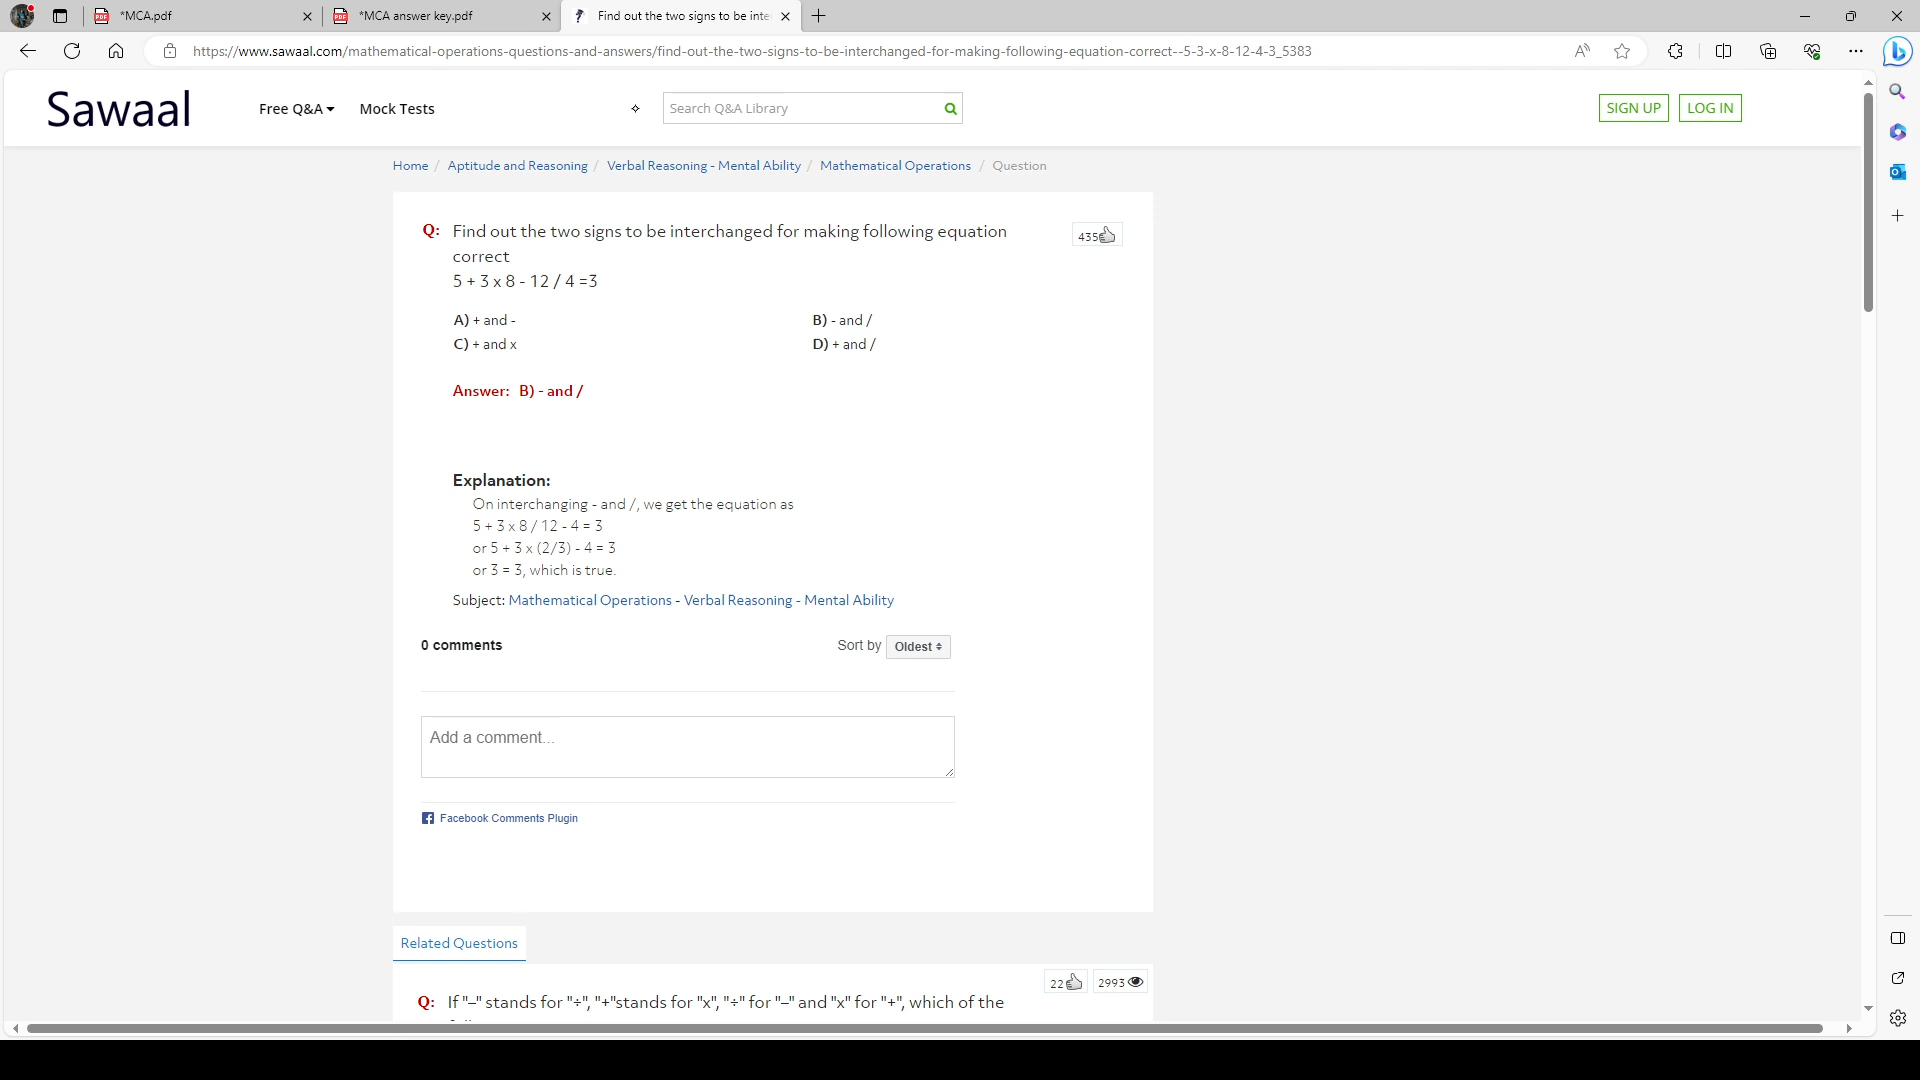 *MCA.pdf
*MCA answer key.pdf
Find out the two signs to be inte
https://www.sawaal.com/mathematical-operations-questions-and-answers/find-out-the-two-signs-to-be-interchanged-for-making-following-equation-correct--5-3-x-8-12-4-3_5383
Sawaal
Free Q&A
Mock Tests
Search Q&A Library
SIGN UP
LOG IN
Home / Aptitude and Reasoning / Verbal Reasoning - Mental Ability / Mathematical Operations / Question
Q: Find out the two signs to be interchanged for making following equation
correct
435
5 + 3 x 8 - 12 / 4 =3
A) + and -
B) - and /
C) + and x
D) + and /
Answer: B) - and /
Explanation:
On interchanging - and /, we get the equation as
5 + 3 x 8 / 12 - 4 = 3
or 5 + 3 x (2/3) - 4 = 3
or 3 = 3, which is true.
Subject: Mathematical Operations - Verbal Reasoning - Mental Ability
0 comments
Sort by Oldest
Add a comment...
Facebook Comments Plugin
Related Questions
22
2993
Q: If "–" stands for "÷", "+"stands for "x", "÷" for "–" and "x" for "+", which of the